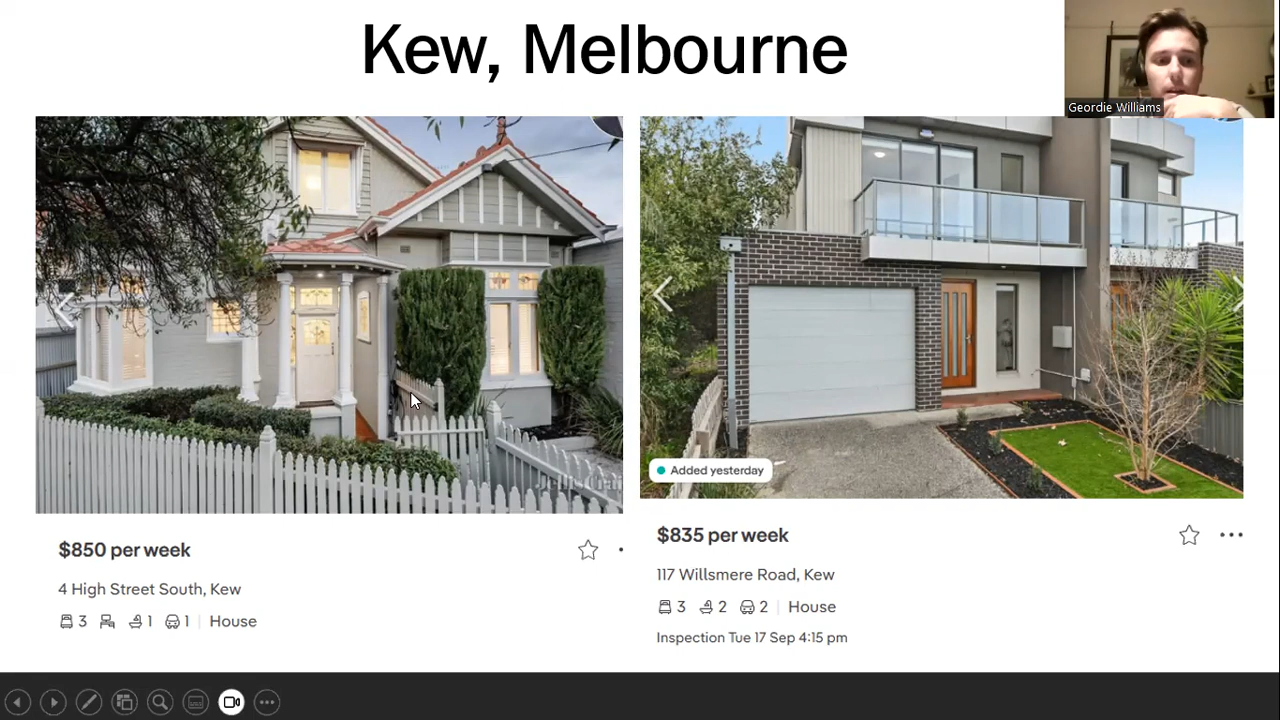 Kew, Melbourne
Geordie Williams
$850 per week
4 High Street South, Kew
3 1 1 House
Added yesterday
$835 per week
117 Willsmere Road, Kew
3 2 2 House
Inspection Tue 17 Sep 4:15 pm